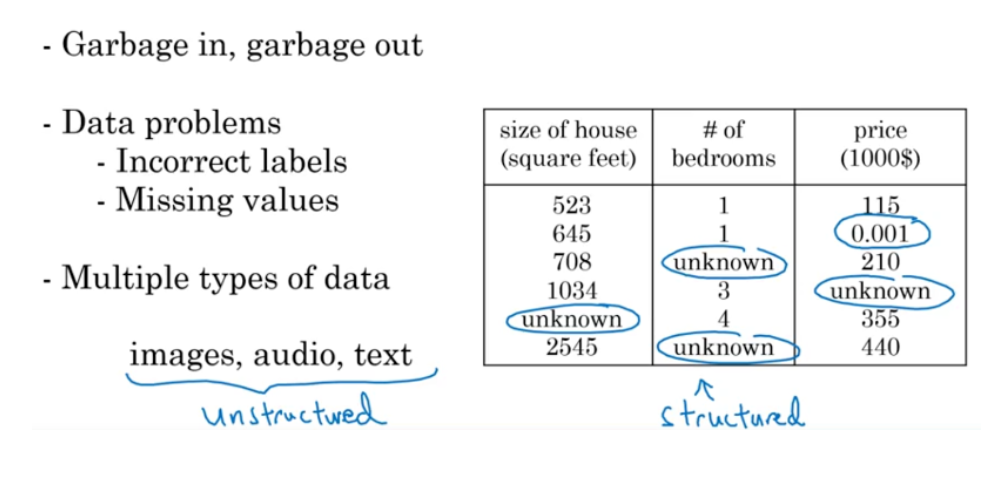 - Garbage in, garbage out
- Data problems
- Incorrect labels
- Missing values
- Multiple types of data
images, audio, text
unstructured
size of house # of price
(square feet) bedrooms (1000$)
523 1 115
645 1 0.001
708 unknown 210
1034 3 unknown
unknown 4 355
2545 unknown 440
structured